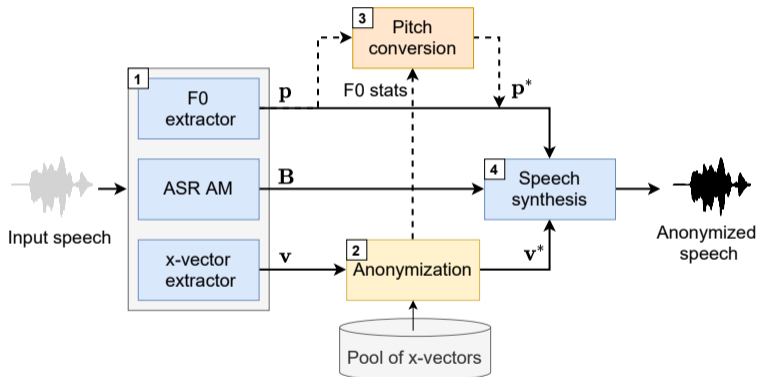 3
Pitch
conversion
1
F0
extractor
p
F0 stats
p*
Input speech
ASR AM
B
4
Speech
synthesis
Anonymized
speech
x-vector
extractor
v
2
Anonymization
v*
Pool of x-vectors